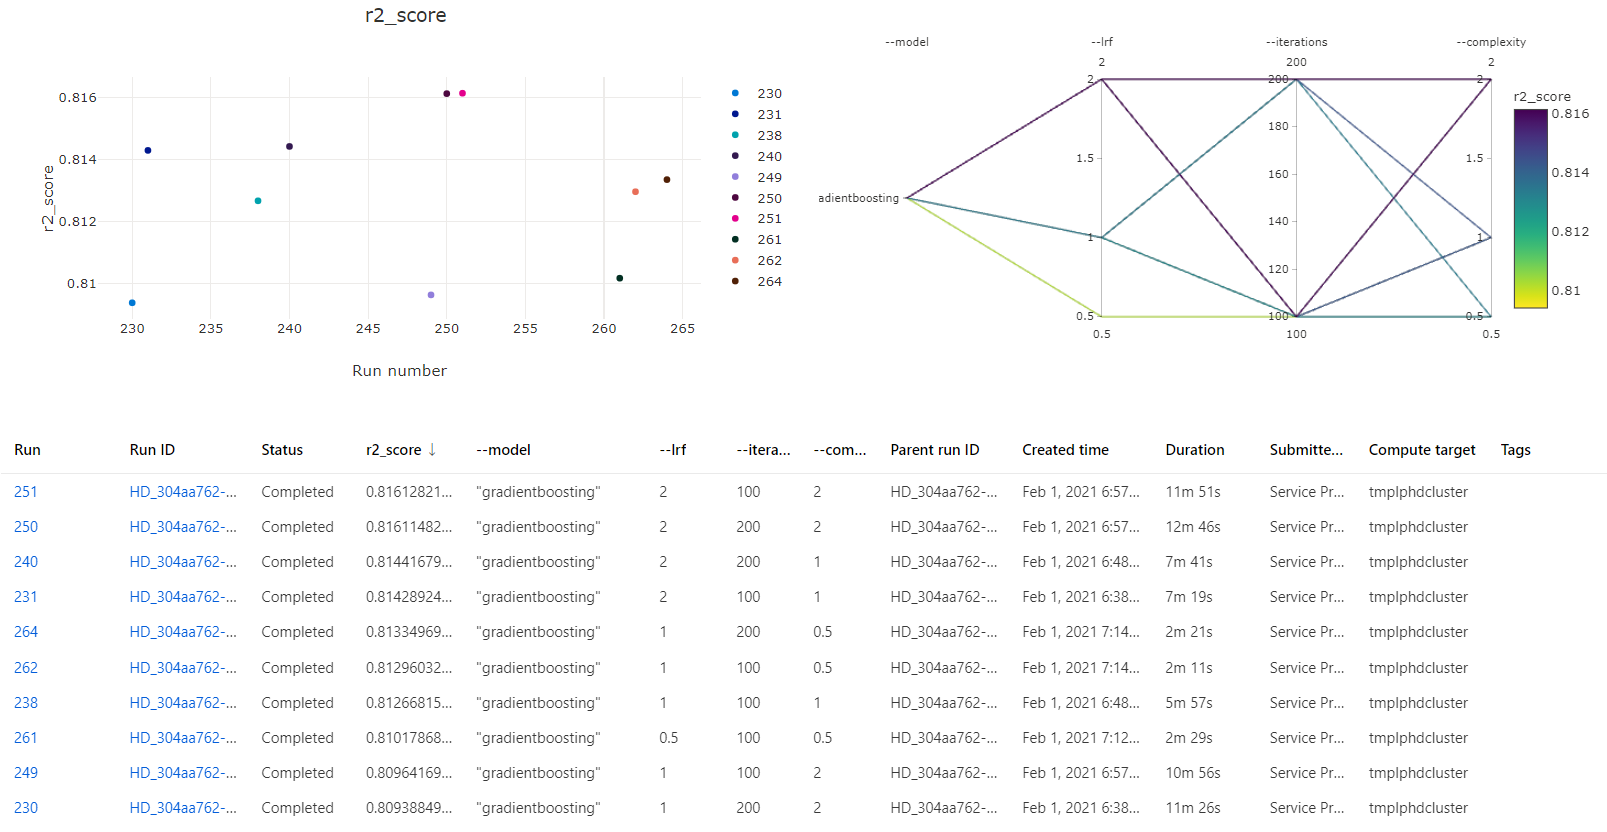 r2_score
r2_score
0.816
0.814
0.812
0.81
230 235 240 245 250 255 260 265
Run number
230
231
238
240
249
250
251
261
262
264
--model --lrf --iterations --complexity
2 200 2
adientboosting
2
1.5
1
0.5
200
180
160
140
120
100
2
1.5
1
0.5
0.5 100 0.5
r2_score
0.816
0.814
0.812
0.81
Run Run ID Status r2_score ↓ --model --lrf --itera... --com... Parent run ID Created time Duration Submitte... Compute target Tags
251 HD_304aa762-... Completed 0.81612821... "gradientboosting" 2 100 2 HD_304aa762-... Feb 1, 2021 6:57... 11m 51s Service Pr... tmplphdcluster
250 HD_304aa762-... Completed 0.81611482... "gradientboosting" 2 200 2 HD_304aa762-... Feb 1, 2021 6:57... 12m 46s Service Pr... tmplphdcluster
240 HD_304aa762-... Completed 0.81441679... "gradientboosting" 2 200 1 HD_304aa762-... Feb 1, 2021 6:48... 7m 41s Service Pr... tmplphdcluster
231 HD_304aa762-... Completed 0.81428924... "gradientboosting" 2 100 1 HD_304aa762-... Feb 1, 2021 6:38... 7m 19s Service Pr... tmplphdcluster
264 HD_304aa762-... Completed 0.81334969... "gradientboosting" 1 200 0.5 HD_304aa762-... Feb 1, 2021 7:14... 2m 21s Service Pr... tmplphdcluster
262 HD_304aa762-... Completed 0.81296032... "gradientboosting" 1 100 0.5 HD_304aa762-... Feb 1, 2021 7:14... 2m 11s Service Pr... tmplphdcluster
238 HD_304aa762-... Completed 0.81266815... "gradientboosting" 1 100 1 HD_304aa762-... Feb 1, 2021 6:48... 5m 57s Service Pr... tmplphdcluster
261 HD_304aa762-... Completed 0.81017868... "gradientboosting" 0.5 100 0.5 HD_304aa762-... Feb 1, 2021 7:12... 2m 29s Service Pr... tmplphdcluster
249 HD_304aa762-... Completed 0.80964169... "gradientboosting" 1 100 2 HD_304aa762-... Feb 1, 2021 6:57... 10m 56s Service Pr... tmplphdcluster
230 HD_304aa762-... Completed 0.80938849... "gradientboosting" 1 200 2 HD_304aa762-... Feb 1, 2021 6:38... 11m 26s Service Pr... tmplphdcluster